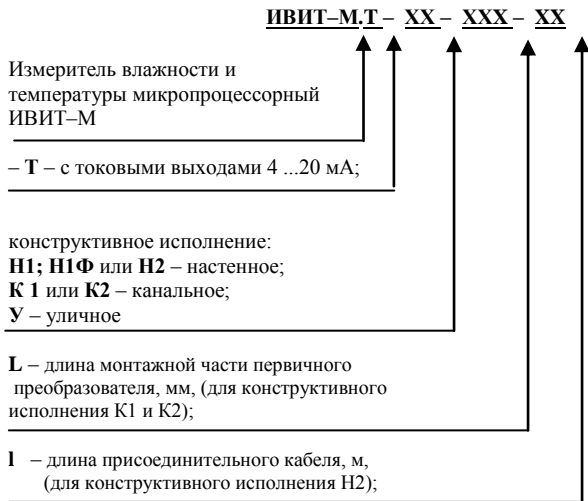 ИВИТ–М.Т – ХХ – ХХХ – ХХ
Измеритель влажности и
температуры микропроцессорный
ИВИТ–М
– Т – с токовыми выходами 4 ...20 мА;
конструктивное исполнение:
Н1; Н1Ф или Н2 – настенное;
К 1 или К2 – канальное;
У – уличное
L – длина монтажной части первичного
преобразователя, мм, (для конструктивного
исполнения К1 и К2);
l – длина присоединительного кабеля, м,
(для конструктивного исполнения Н2);